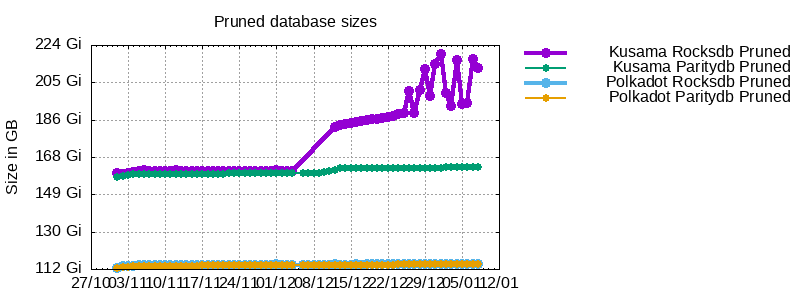 Pruned database sizes
224 Gi
205 Gi
186 Gi
168 Gi
149 Gi
130 Gi
112 Gi
Size in GB
27/10 03/11 10/11 17/11 24/11 01/12 08/12 15/12 22/12 29/12 05/01 12/01
Kusama Rocksdb Pruned
Kusama Paritydb Pruned
Polkadot Rocksdb Pruned
Polkadot Paritydb Pruned